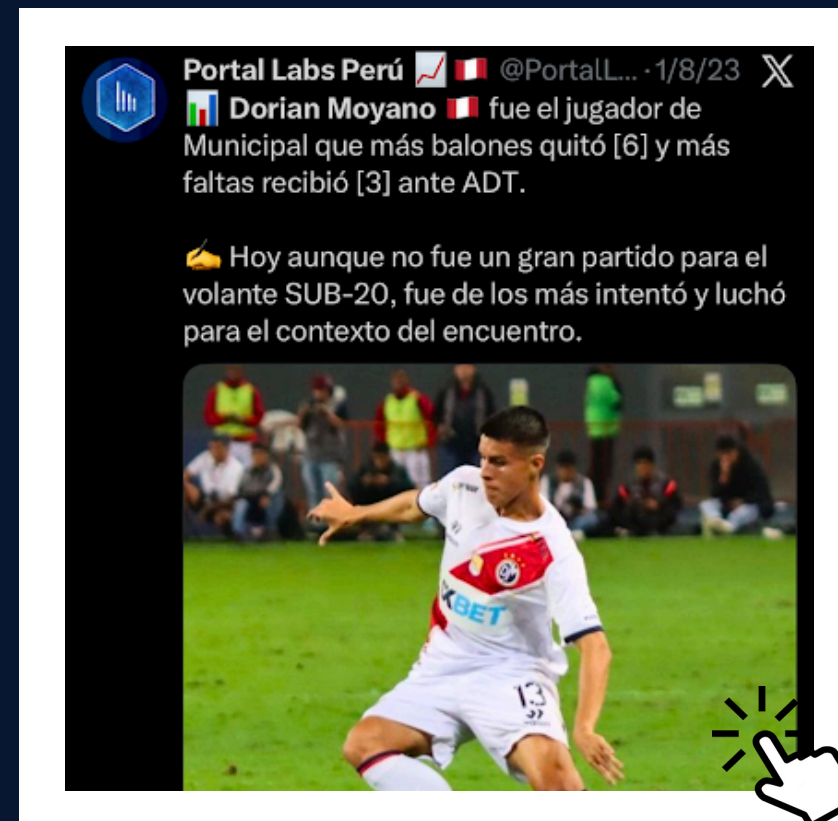 Portal Labs Perú 📈 🇵🇪 @PortalL... · 1/8/23 X
📊 Dorian Moyano 🇵🇪 fue el jugador de
Municipal que más balones quitó [6] y más
faltas recibió [3] ante ADT.
✍️ Hoy aunque no fue un gran partido para el
volante SUB-20, fue de los más intentó y luchó
para el contexto del encuentro.
KBET
13